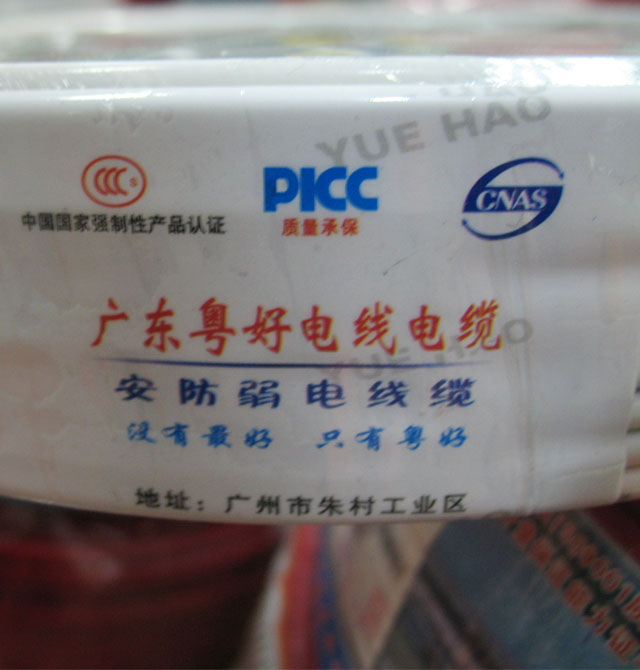 YUE HAO
CCC S
PICC
CNAS
中国国家强制性产品认证
质量承保
广东粤好电线电缆
YUE HAO
安防弱电线缆
没有最好 只有粤好
地址：广州市朱村工业区